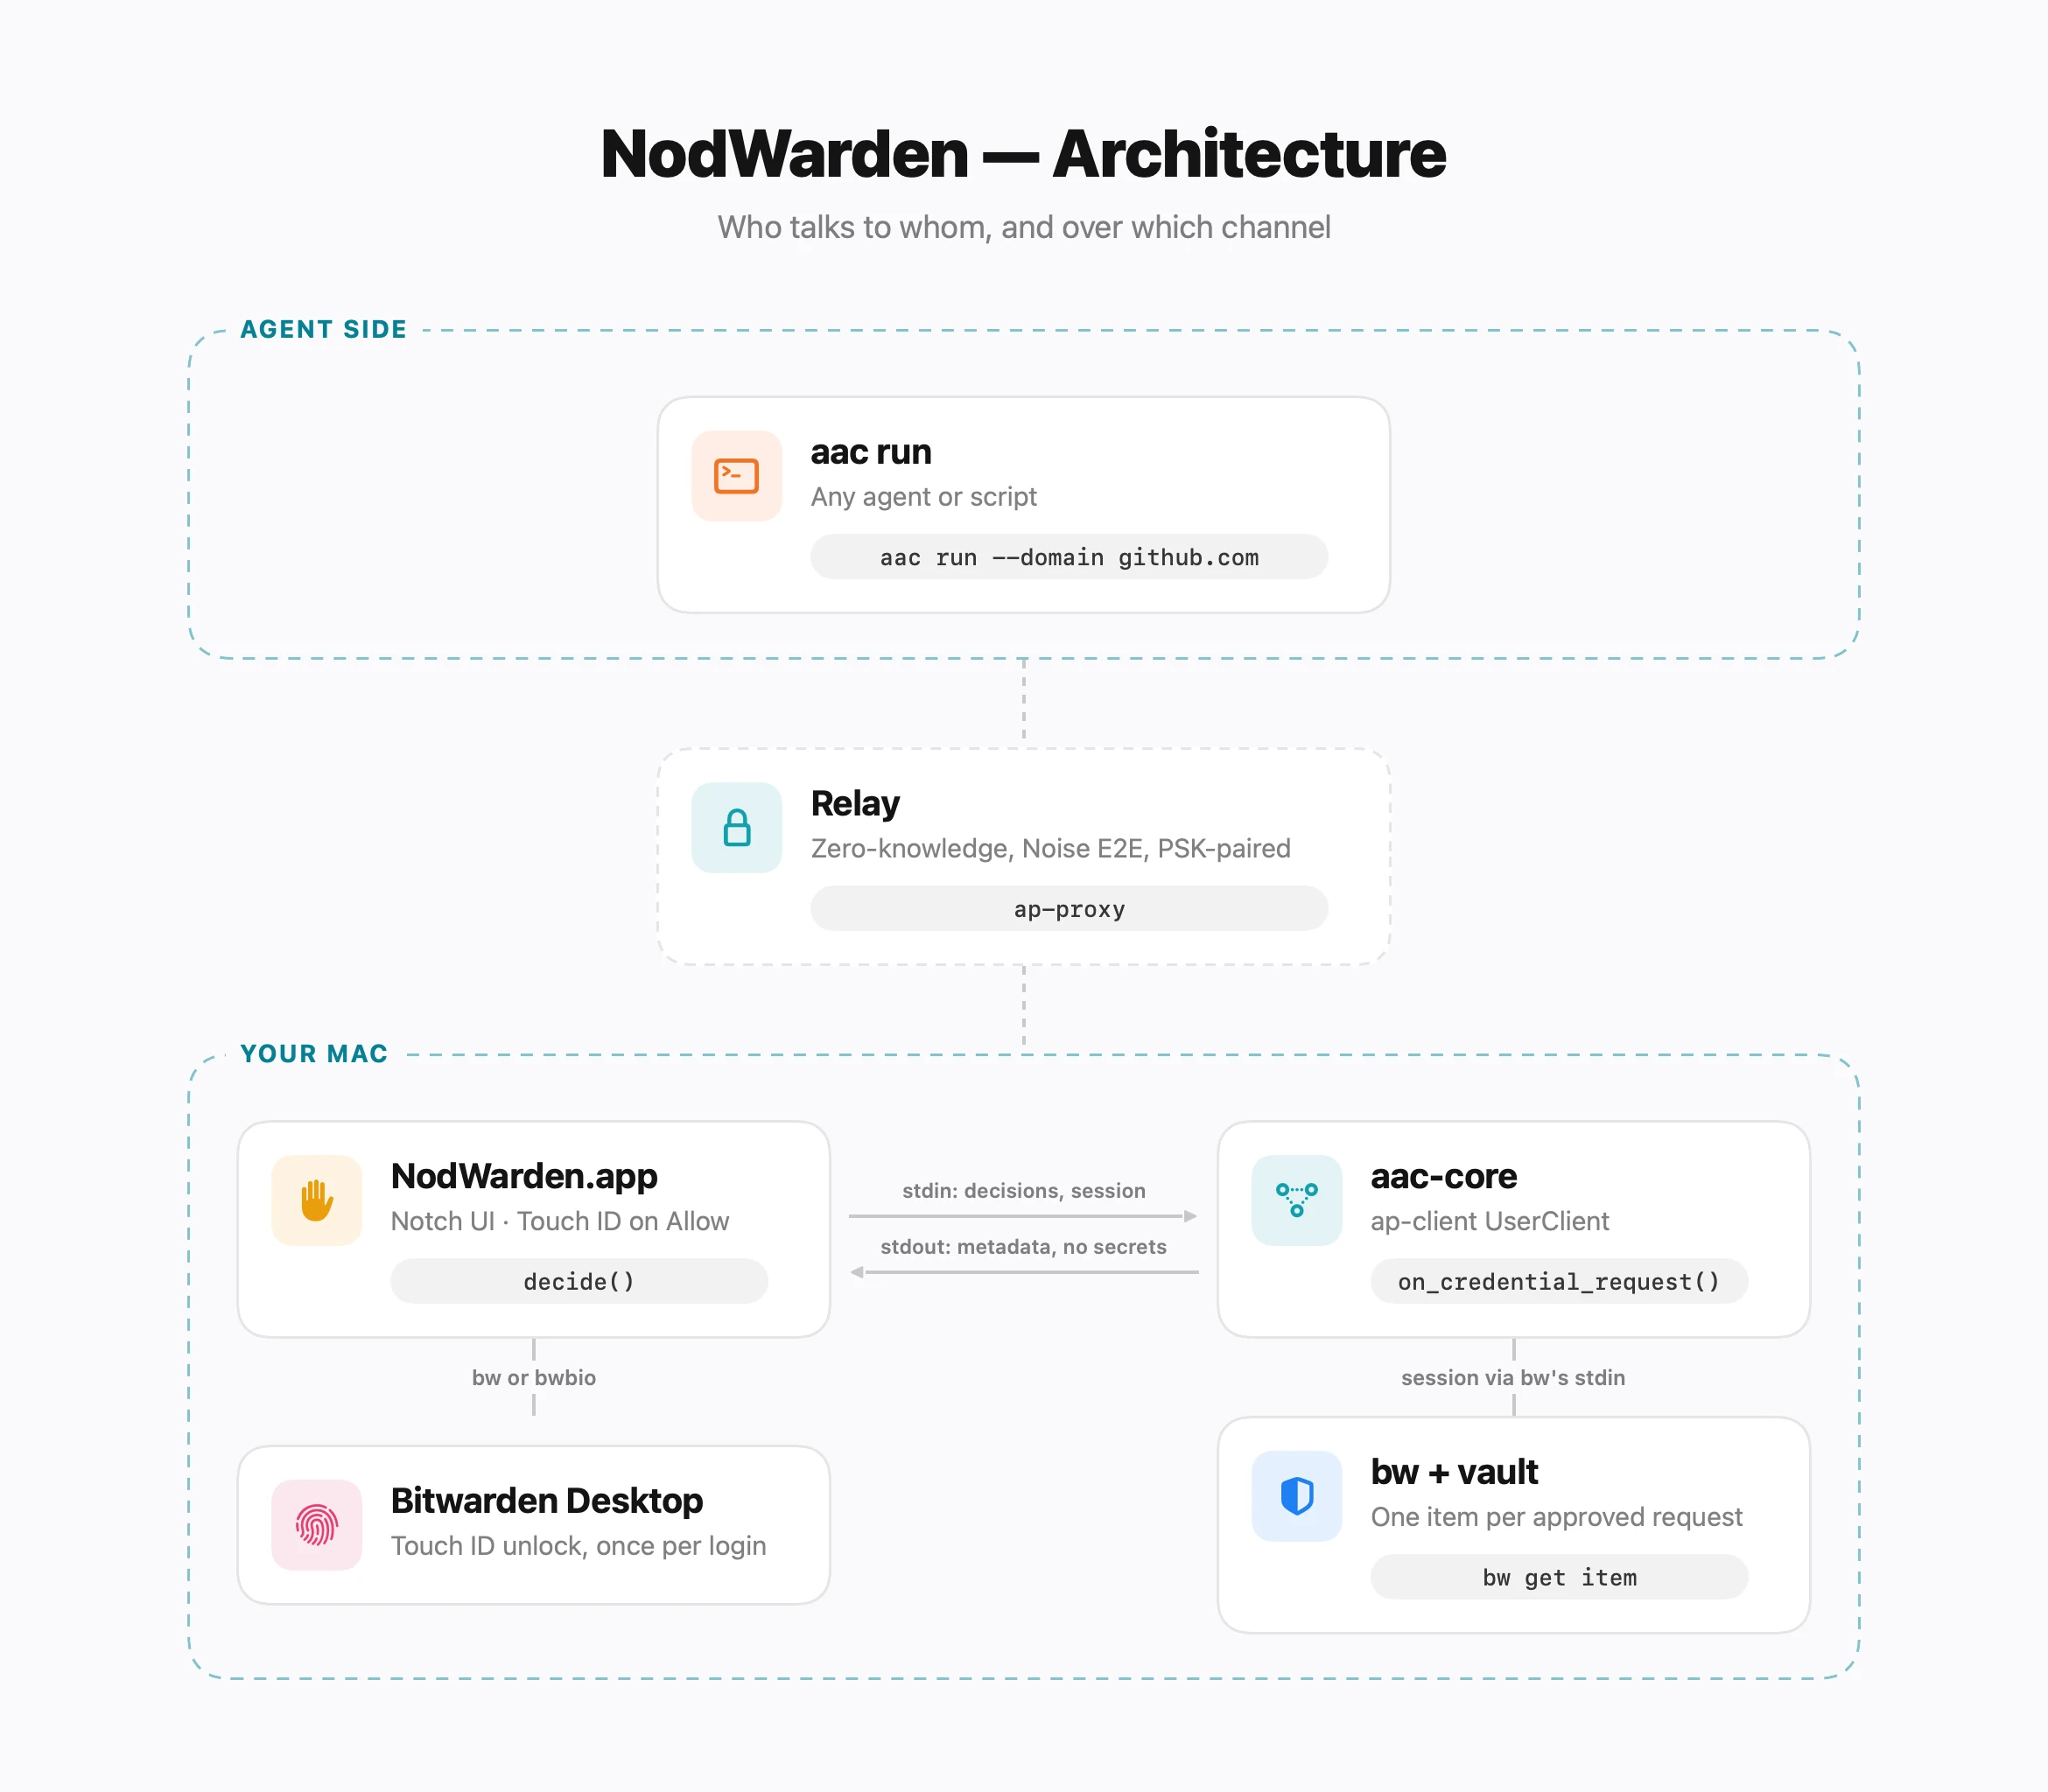 NodWarden — Architecture
Who talks to whom, and over which channel
AGENT SIDE
>_
aac run
Any agent or script
aac run --domain github.com
Relay
Zero-knowledge, Noise E2E, PSK-paired
ap-proxy
YOUR MAC
NodWarden.app
Notch UI · Touch ID on Allow
decide()
stdin: decisions, session
stdout: metadata, no secrets
aac-core
ap-client UserClient
on_credential_request()
bw or bwbio
session via bw's stdin
Bitwarden Desktop
Touch ID unlock, once per login
bw + vault
One item per approved request
bw get item